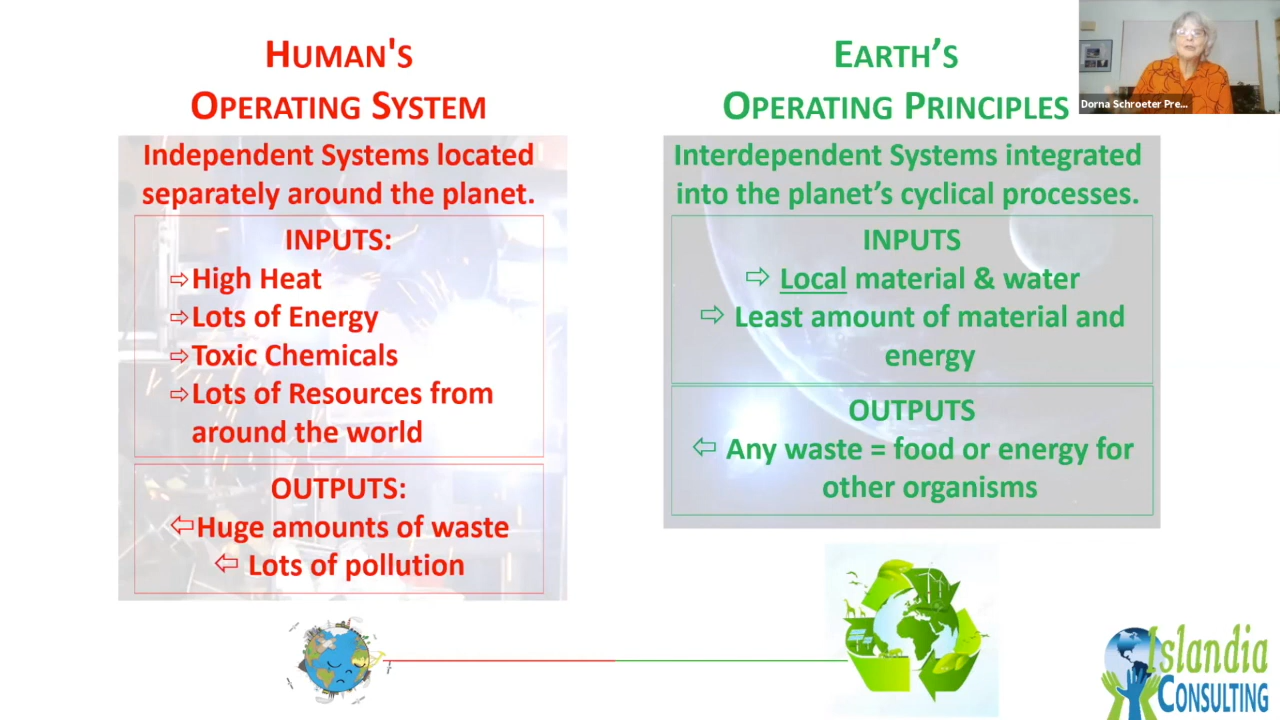 HUMAN'S
OPERATING SYSTEM
Independent Systems located
separately around the planet.
INPUTS:
⇨High Heat
⇨Lots of Energy
⇨Toxic Chemicals
⇨Lots of Resources from
around the world
OUTPUTS:
⇦Huge amounts of waste
⇦ Lots of pollution
EARTH’S
OPERATING PRINCIPLES
Interdependent Systems integrated
into the planet’s cyclical processes.
INPUTS
⇨ Local material & water
⇨ Least amount of material and
energy
OUTPUTS
⇦ Any waste = food or energy for
other organisms
Dorna Schroeter Pre...
Islandia
CONSULTING